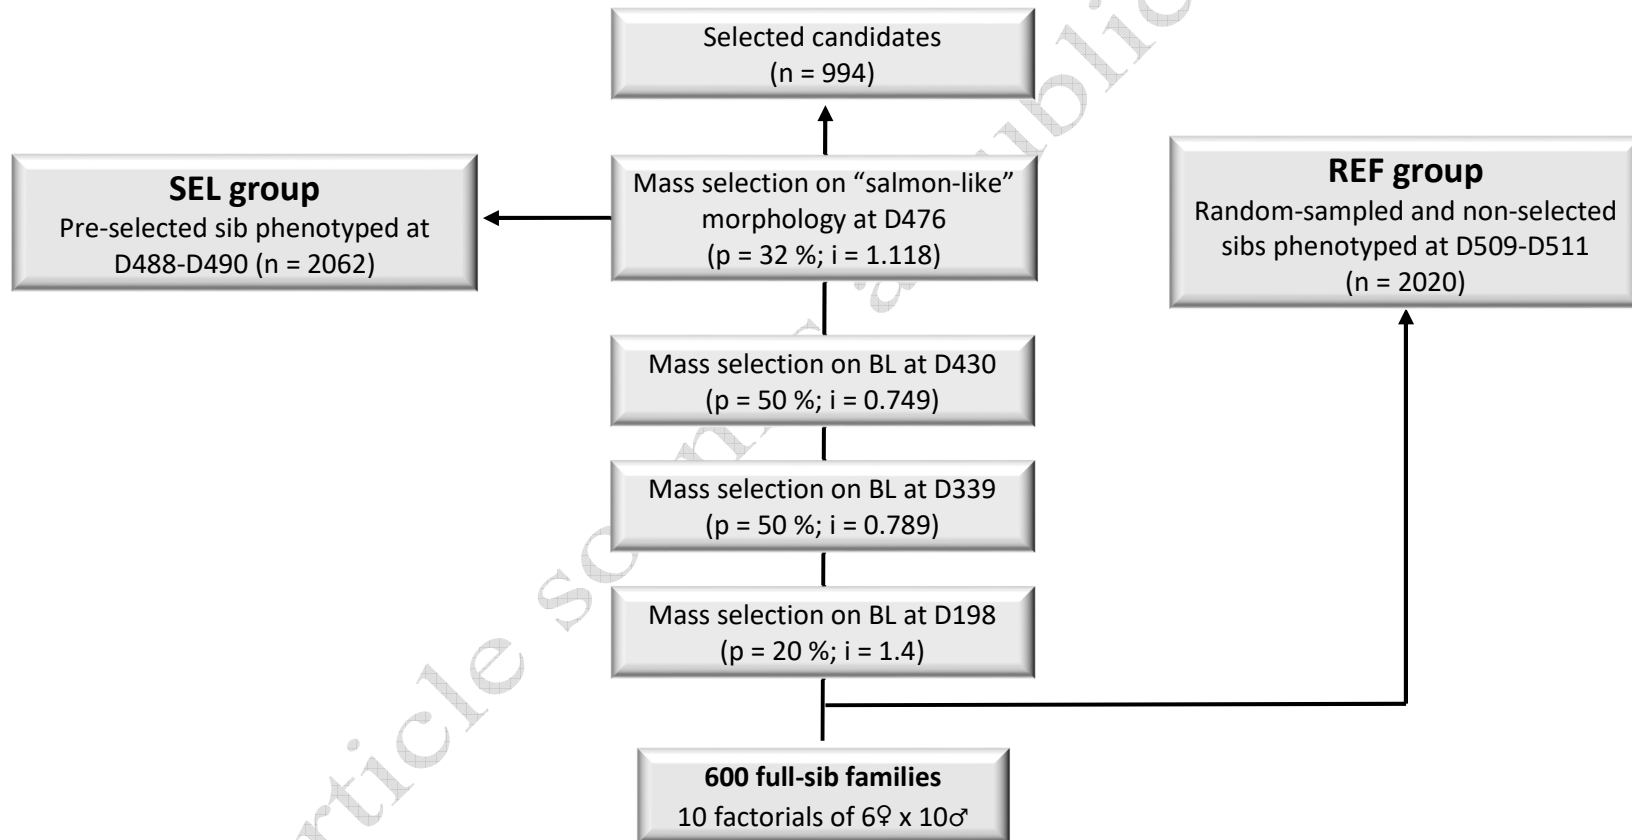 Selected candidates
(n = 994)
Mass selection on “salmon-like”
morphology at D476
(p = 32 %; i = 1.118)
SEL group
Pre-selected sib phenotyped at
D488-D490 (n = 2062)
REF group
Random-sampled and non-selected
sibs phenotyped at D509-D511
(n = 2020)
Mass selection on BL at D430
(p = 50 %; i = 0.749)
Mass selection on BL at D339
(p = 50 %; i = 0.789)
Mass selection on BL at D198
(p = 20 %; i = 1.4)
600 full-sib families
10 factorials of 6♀ x 10♂
rticle sc